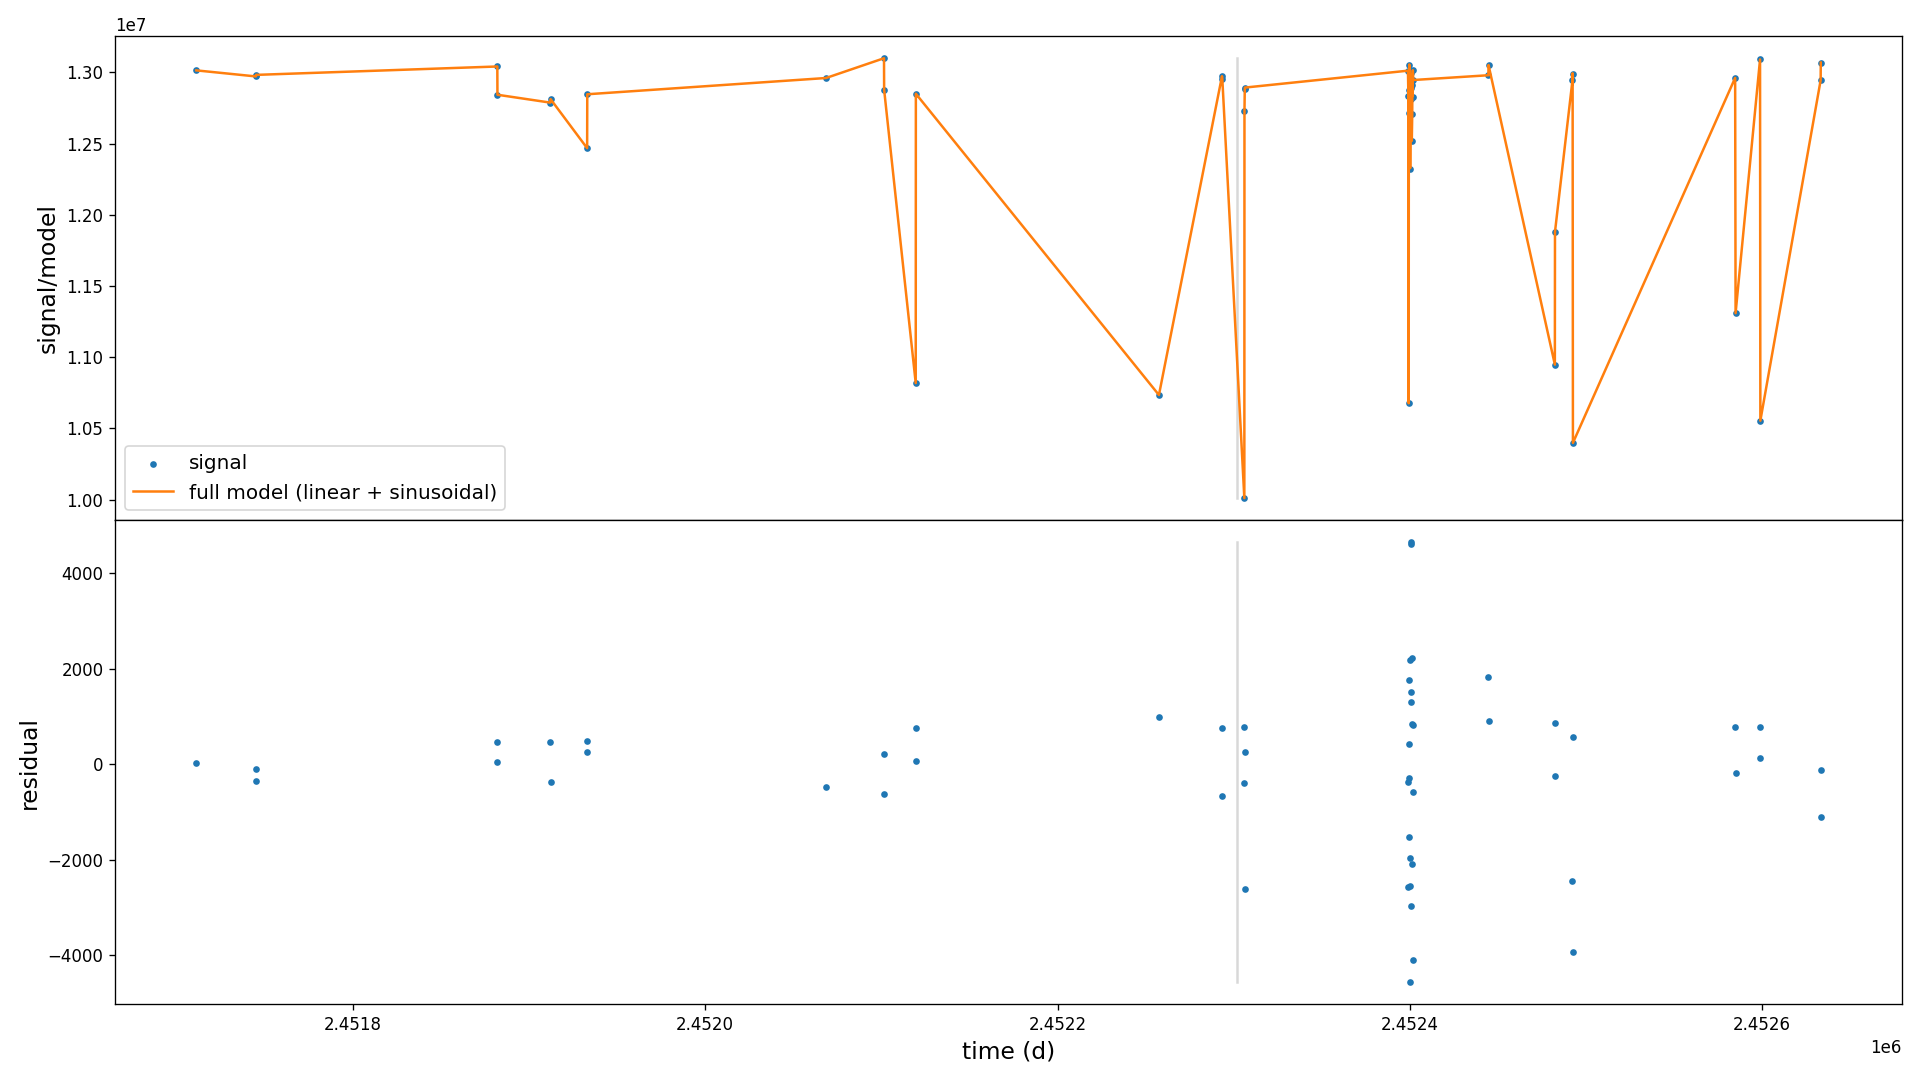 1e7
1.30
1.25
1.20
1.15
1.10
1.05
1.00
signal/model
signal
full model (linear + sinusoidal)
4000
2000
0
−2000
−4000
residual
2.4518
2.4520
2.4522
2.4524
2.4526
time (d)
1e6